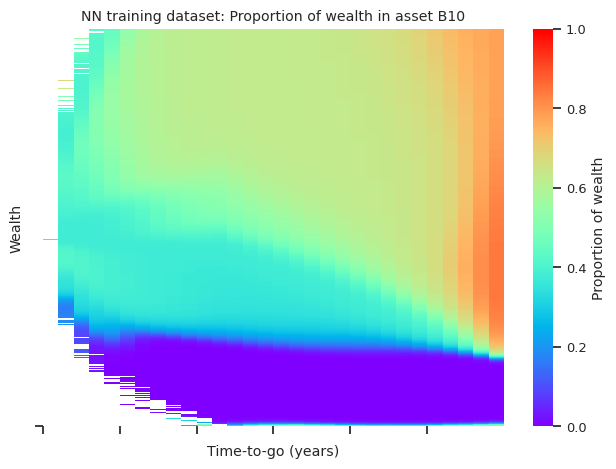 NN training dataset: Proportion of wealth in asset B10
Wealth
Time-to-go (years)
1.0
0.8
0.6
0.4
0.2
0.0
Proportion of wealth